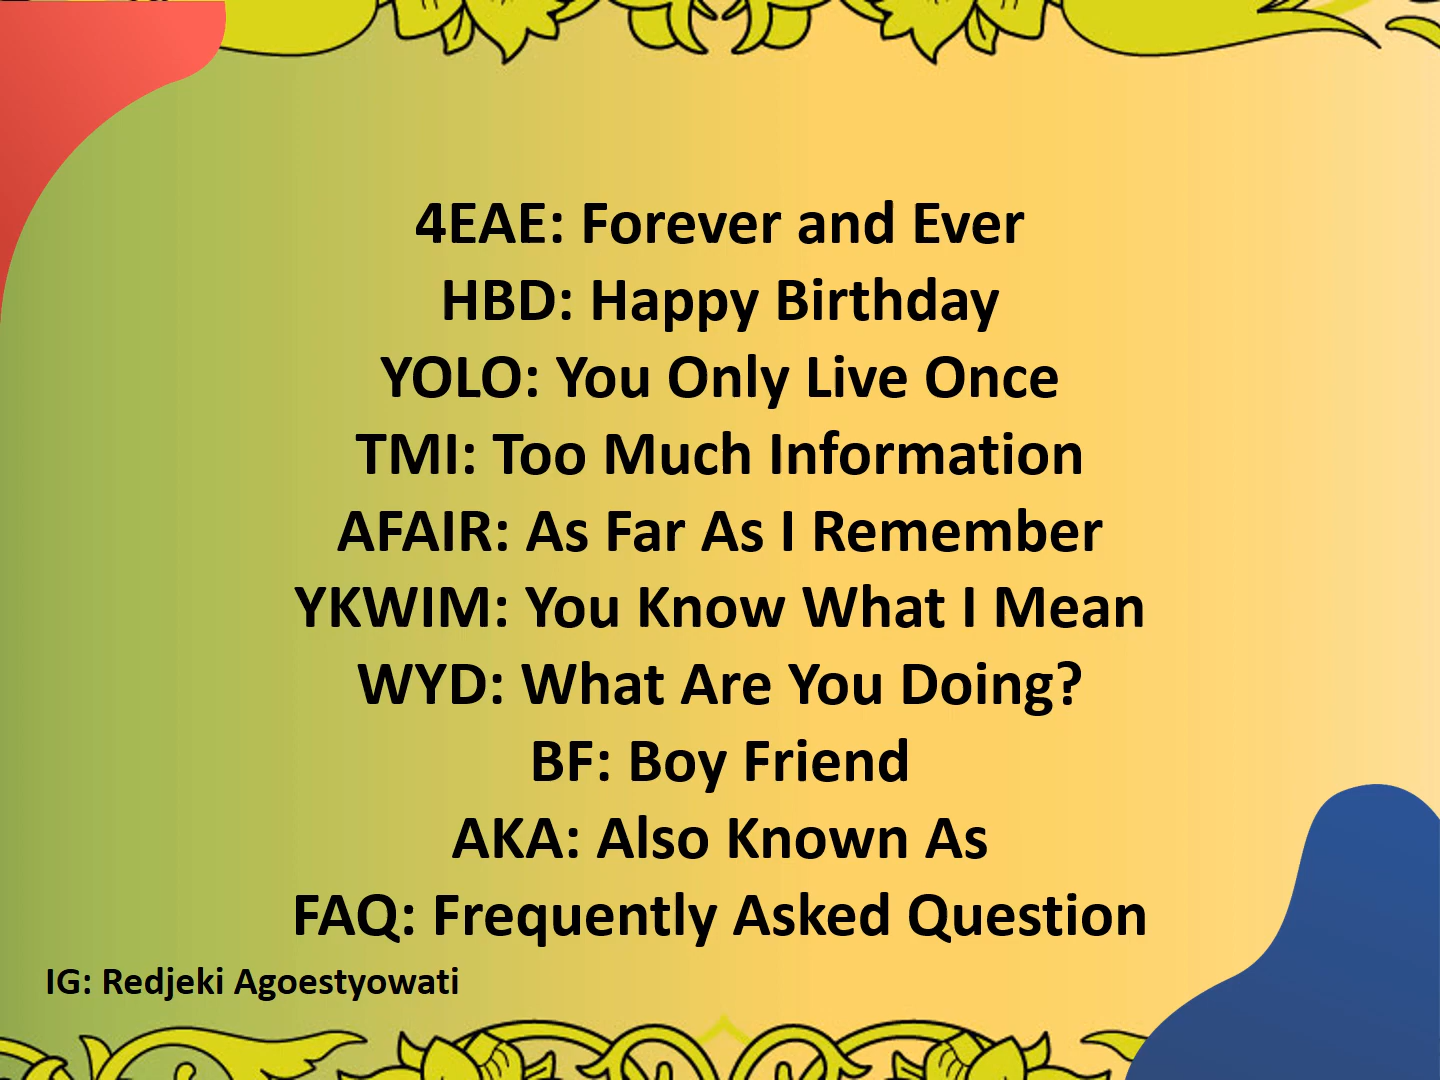 4EAE: Forever and Ever
HBD: Happy Birthday
YOLO: You Only Live Once
TMI: Too Much Information
AFAIR: As Far As I Remember
YKWIM: You Know What I Mean
WYD: What Are You Doing?
BF: Boy Friend
AKA: Also Known As
FAQ: Frequently Asked Question
IG: Redjeki Agoestyowati